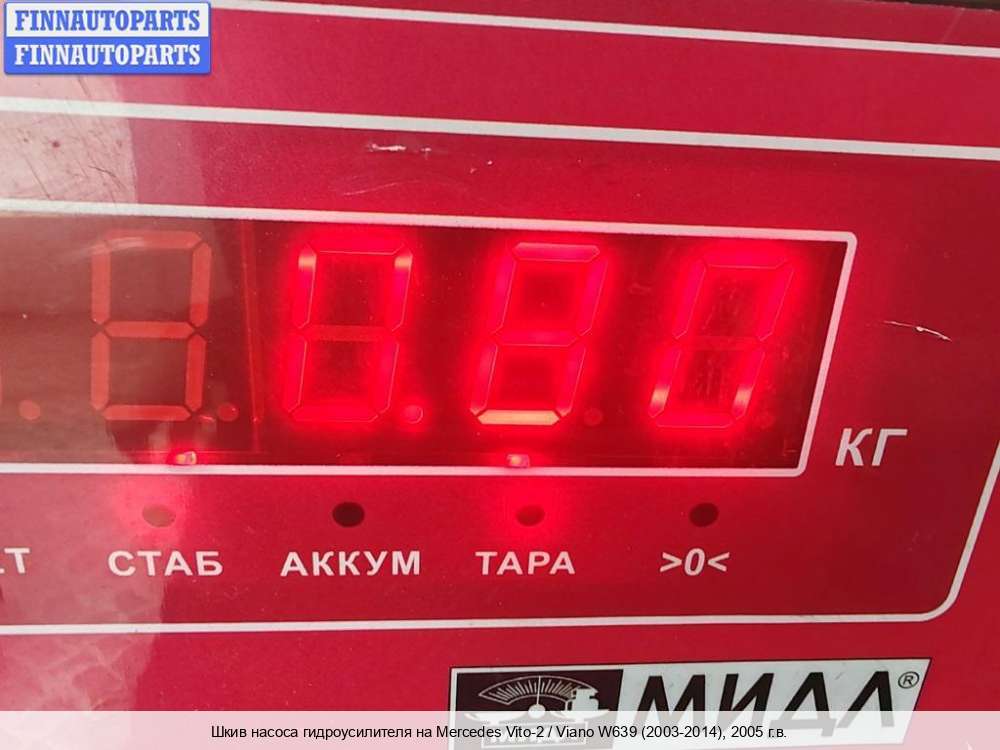 FINNAUTOPARTS
FINNAUTOPARTS
0.80
КГ
СТАБ АККУМ ТАРА >0<
МИДЛ®
Шкив насоса гидроусилителя на Mercedes Vito-2 / Viano W639 (2003-2014), 2005 г.в.